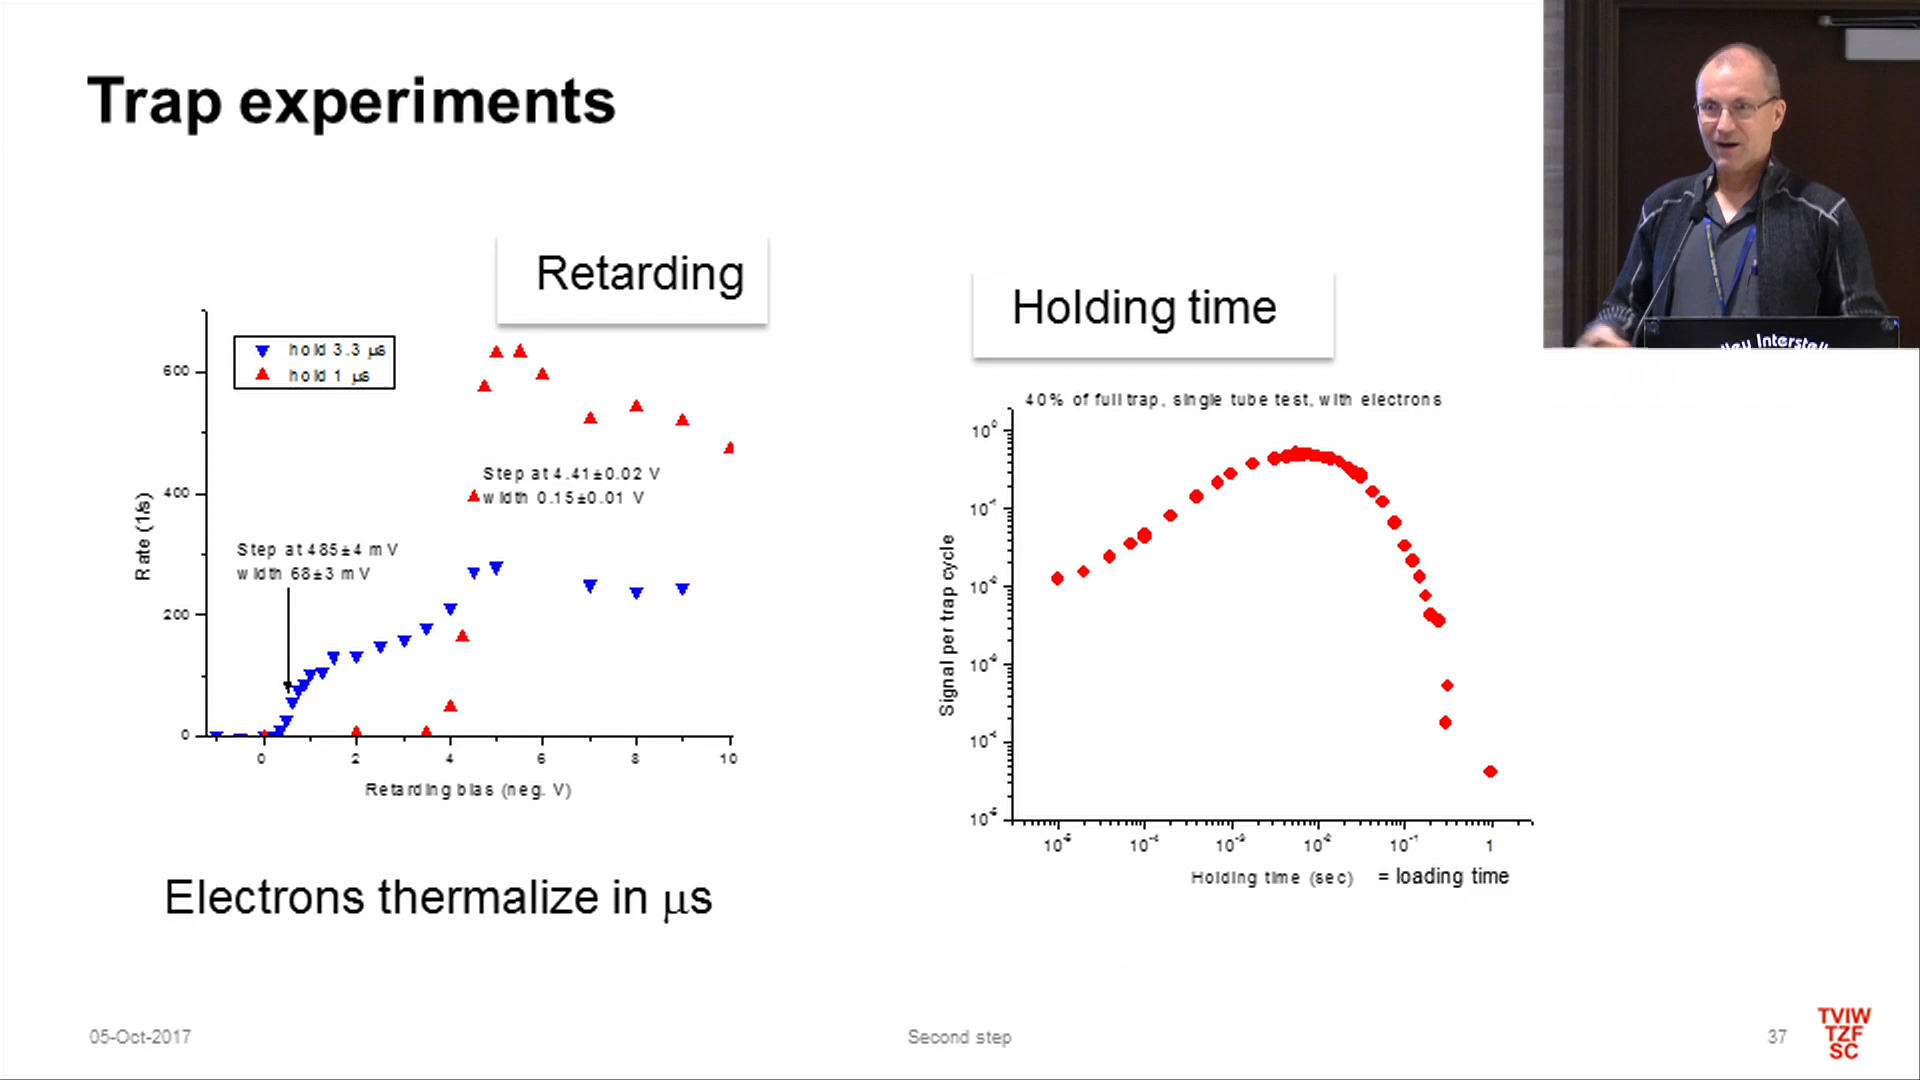 Trap experiments
Retarding
hold 3.3 µs
hold 1 µs
600
400
200
0
Rate (1/s)
Step at 4.41±0.02 V
width 0.15±0.01 V
Step at 485±4 mV
width 68±3 mV
0 2 4 6 8 10
Retarding bias (neg. V)
Electrons thermalize in µs
Holding time
40% of full trap, single tube test, with electrons
Signal per trap cycle
10⁰
10⁻¹
10⁻²
10⁻³
10⁻⁴
10⁻⁵
10⁻⁵ 10⁻⁴ 10⁻³ 10⁻² 10⁻¹ 1
Holding time (sec) = loading time
lley Interstell
05-Oct-2017
Second step
37
TVIW
TZF
SC